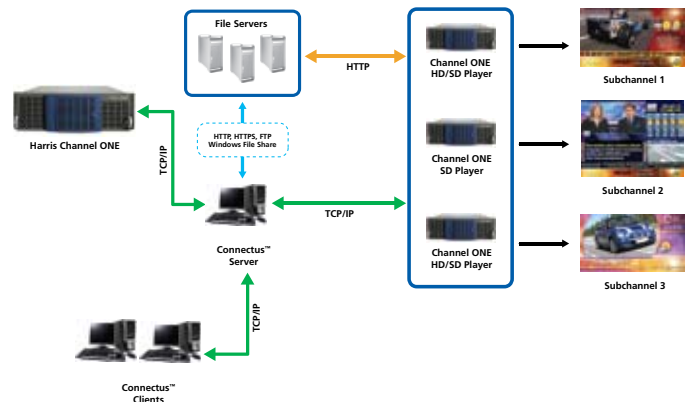 File Servers
HTTP
HTTP, HTTPS, FTP
Windows File Share
Harris Channel ONE
TCP/IP
Connectus™
Server
TCP/IP
TCP/IP
Connectus™
Clients
Channel ONE
HD/SD Player
Channel ONE
SD Player
Channel ONE
HD/SD Player
Subchannel 1
Subchannel 2
Subchannel 3